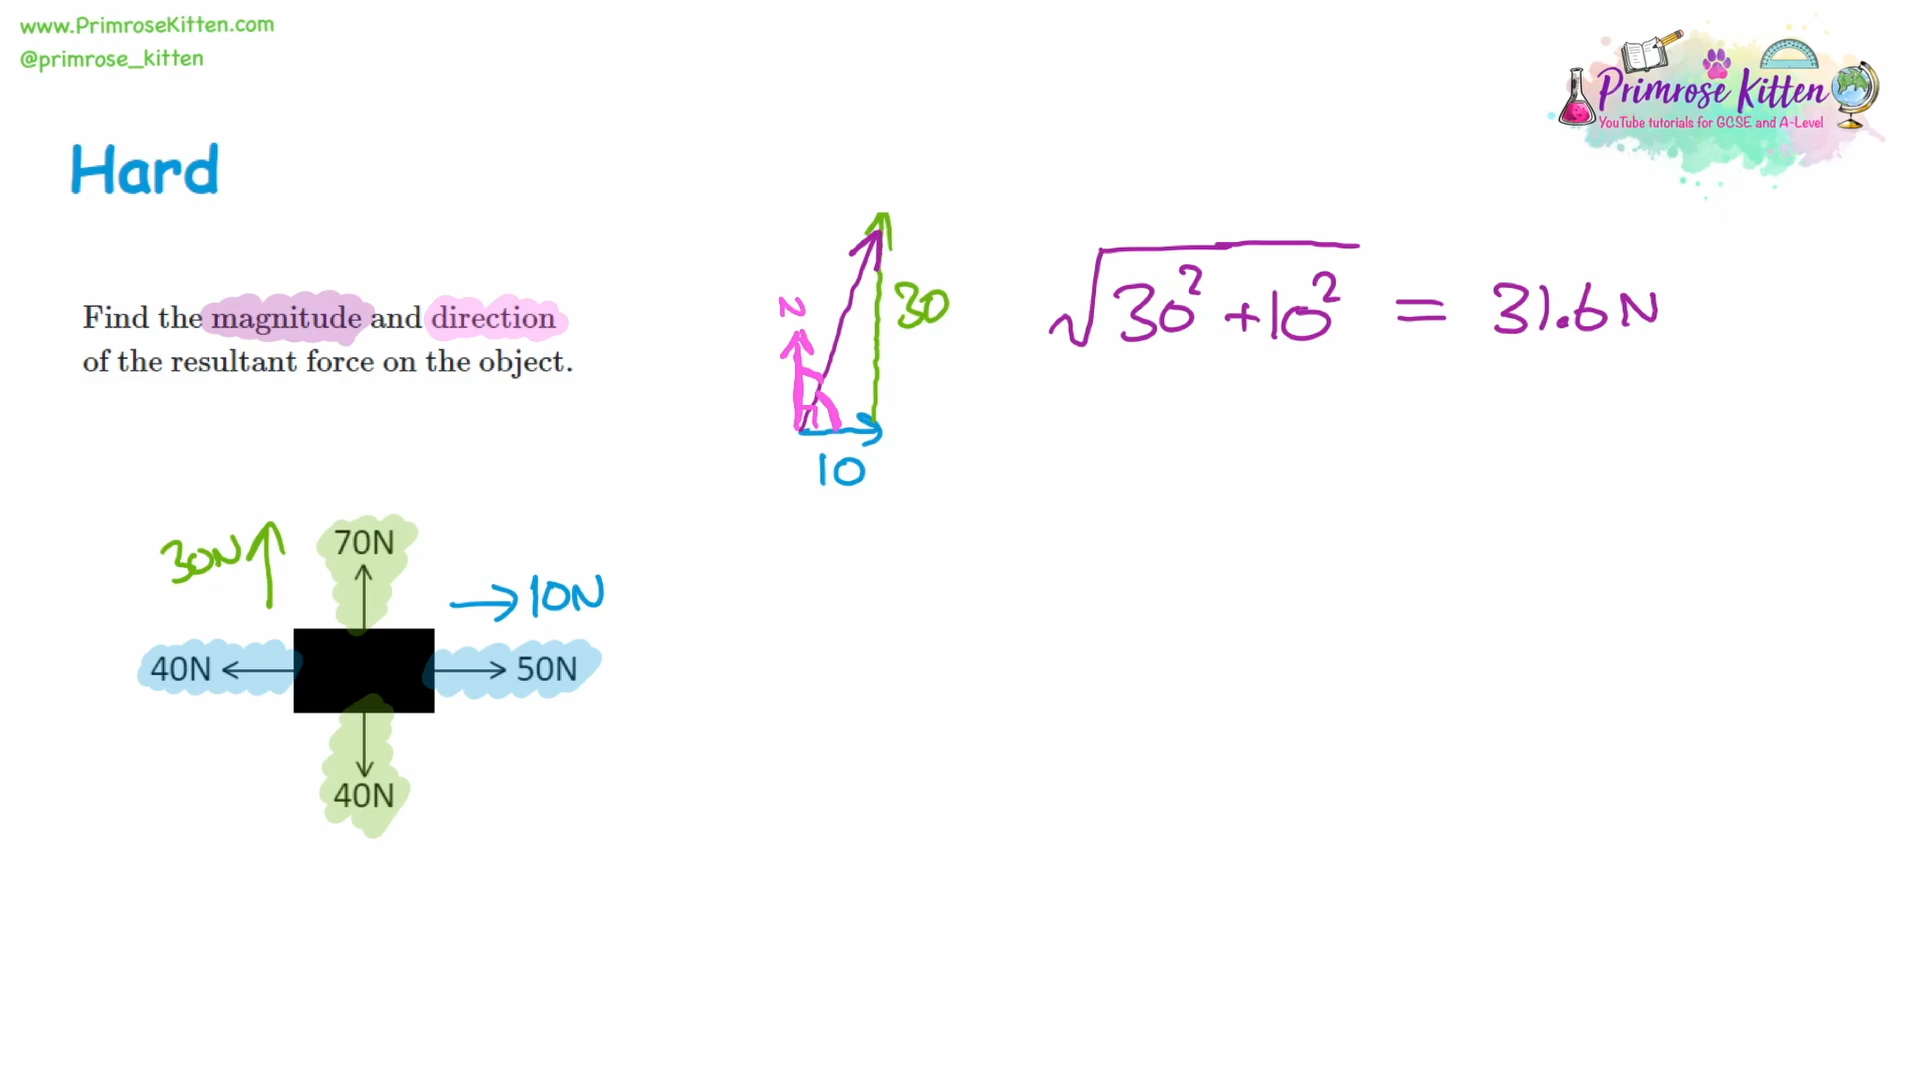 www.PrimroseKitten.com
@primrose_kitten
Primrose Kitten
YouTube tutorials for GCSE and A-Level
Hard
Find the magnitude and direction
of the resultant force on the object.
N
30
10
√30² + 10² = 31.6N
30N
70N
10N
40N
50N
40N